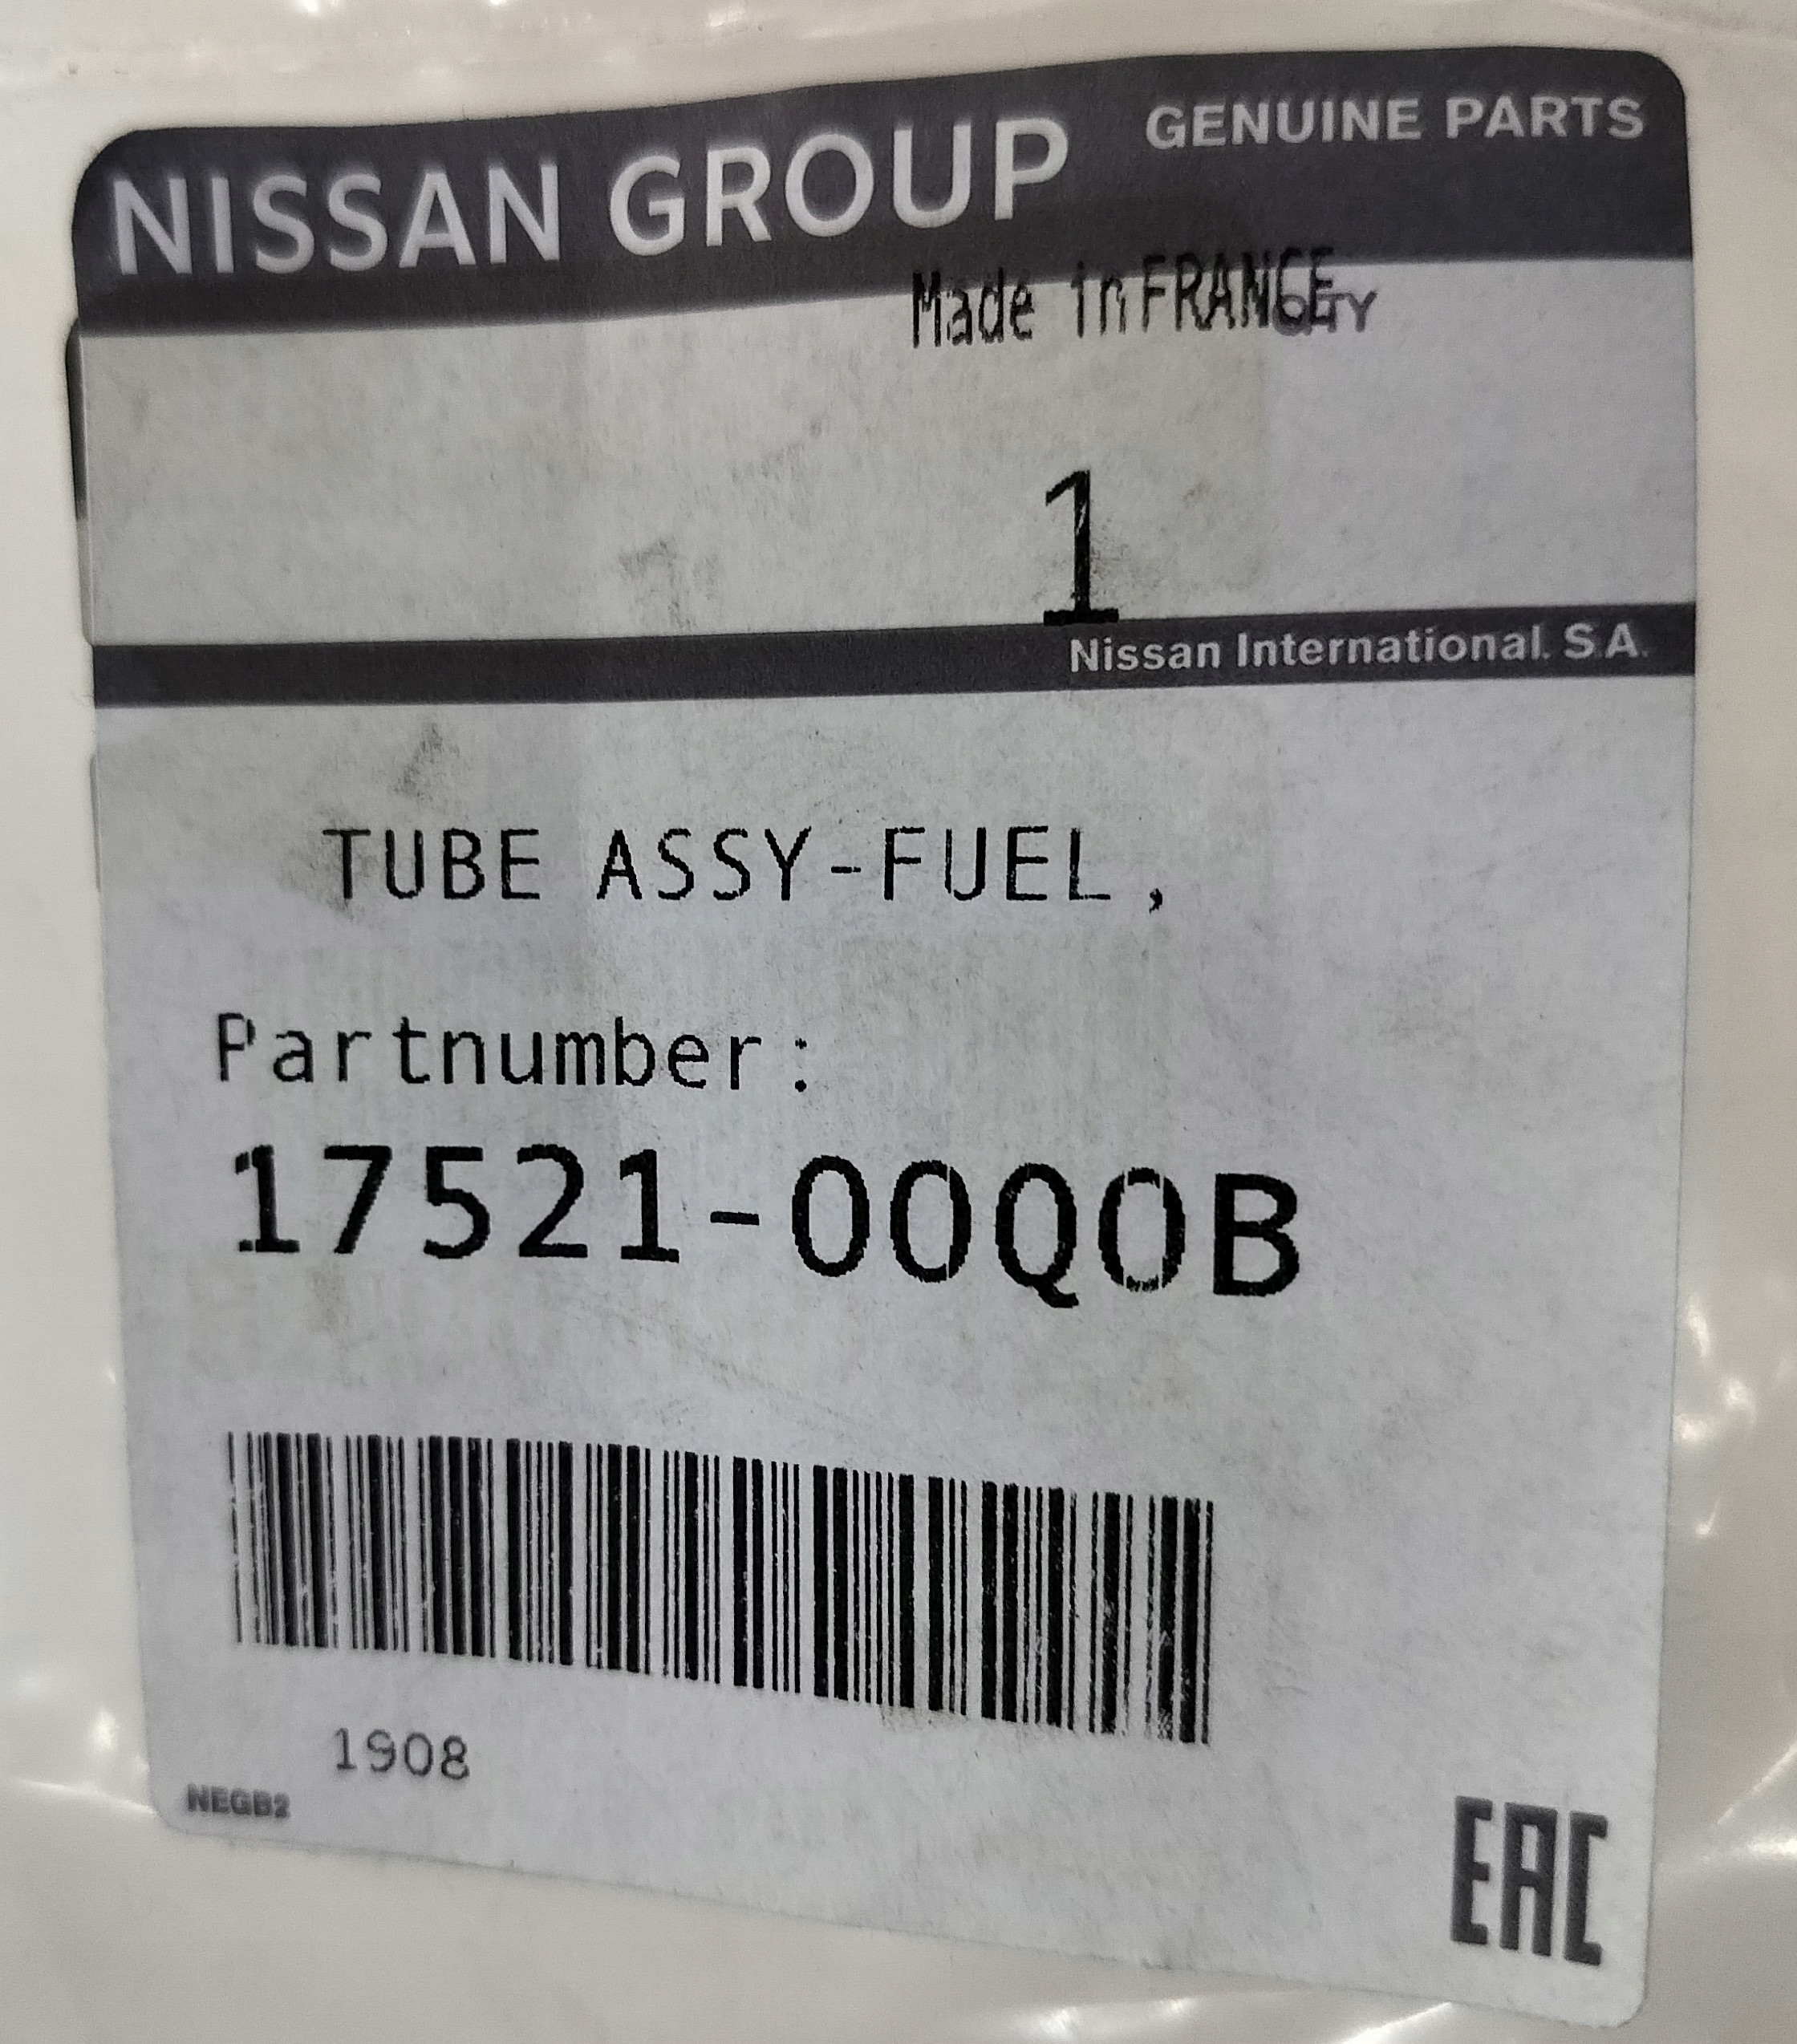 NISSAN GROUP GENUINE PARTS
Made in FRANCE QTY
1
Nissan International. S.A.
TUBE ASSY-FUEL,
Partnumber:
17521-00Q0B
1908
NEGB2
EAC